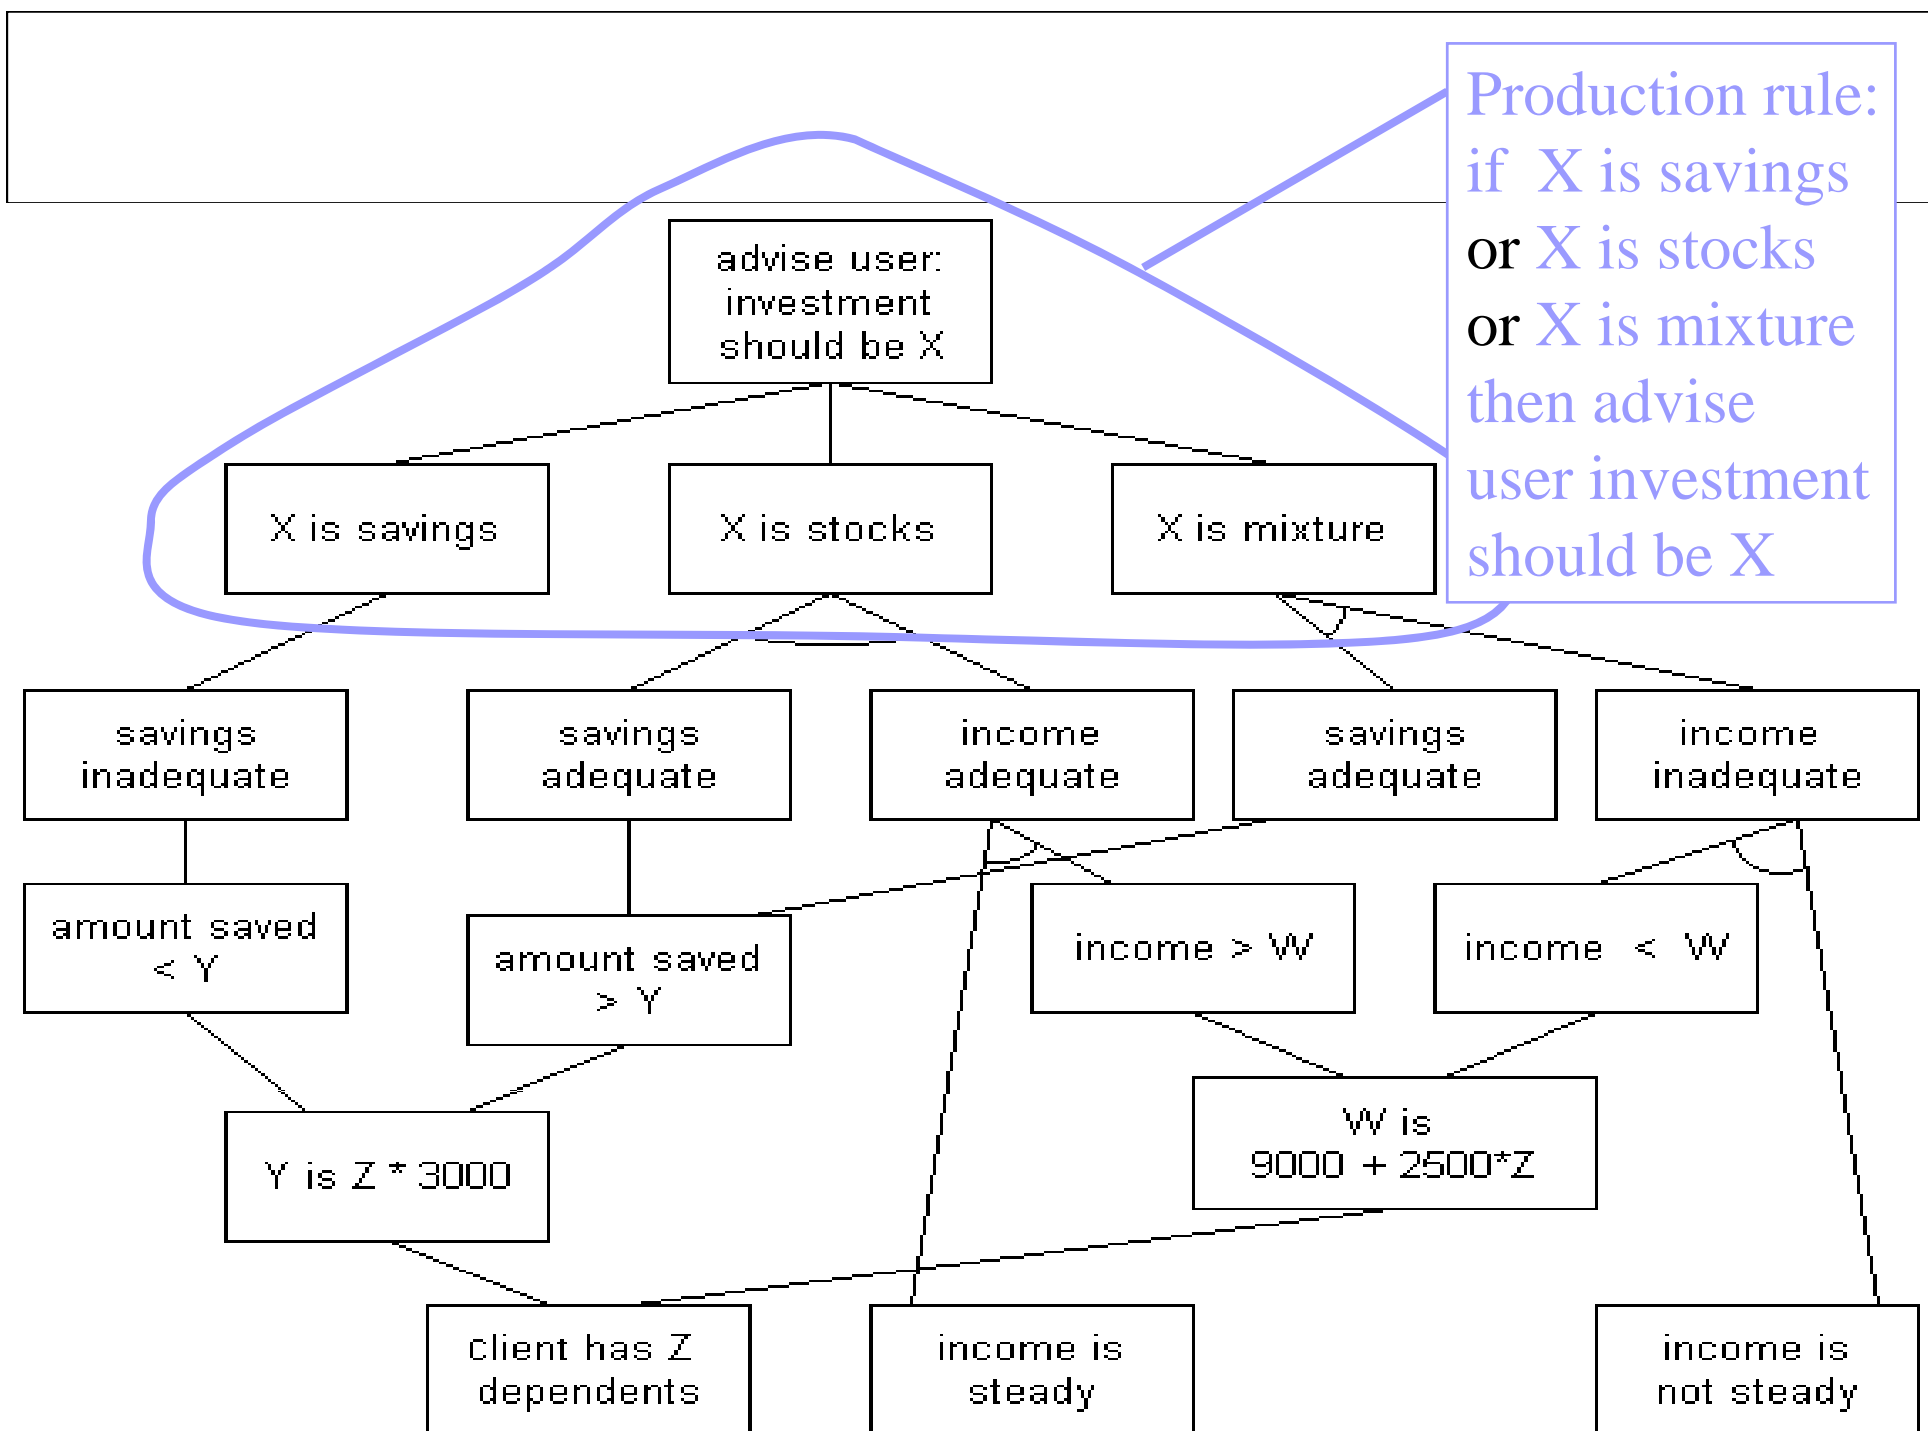 Production rule:
if X is savings
or X is stocks
or X is mixture
then advise
user investment
should be X
advise user:
investment
should be X
X is savings
X is stocks
X is mixture
savings
inadequate
savings
adequate
income
adequate
savings
adequate
income
inadequate
amount saved
< Y
amount saved
> Y
income > W
income < W
Y is Z * 3000
W is
9000 + 2500*Z
client has Z
dependents
income is
steady
income is
not steady